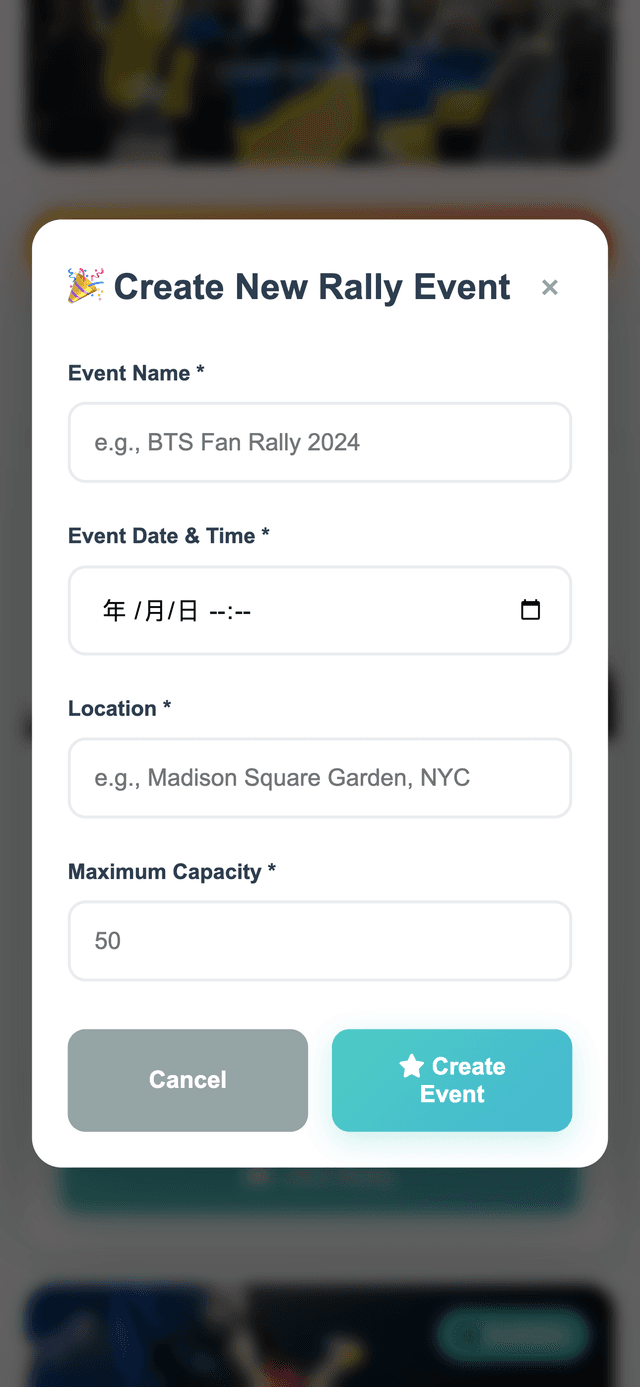 🎉 Create New Rally Event ×
Event Name *
e.g., BTS Fan Rally 2024
Event Date & Time *
年 /月/日 --:--
Location *
e.g., Madison Square Garden, NYC
Maximum Capacity *
50
Cancel
★ Create
Event